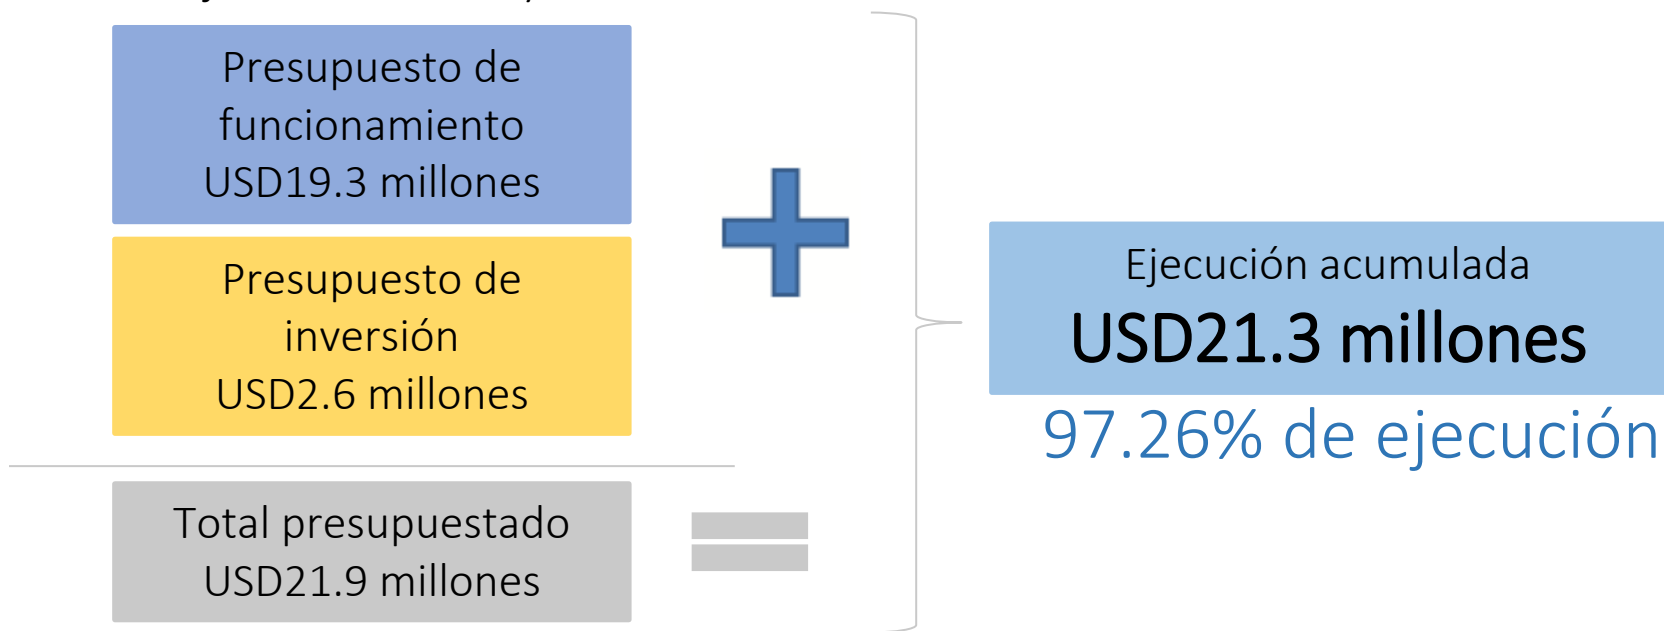 Presupuesto de
funcionamiento
USD19.3 millones
Presupuesto de
inversión
USD2.6 millones
Total presupuestado
USD21.9 millones
Ejecución acumulada
USD21.3 millones
97.26% de ejecución